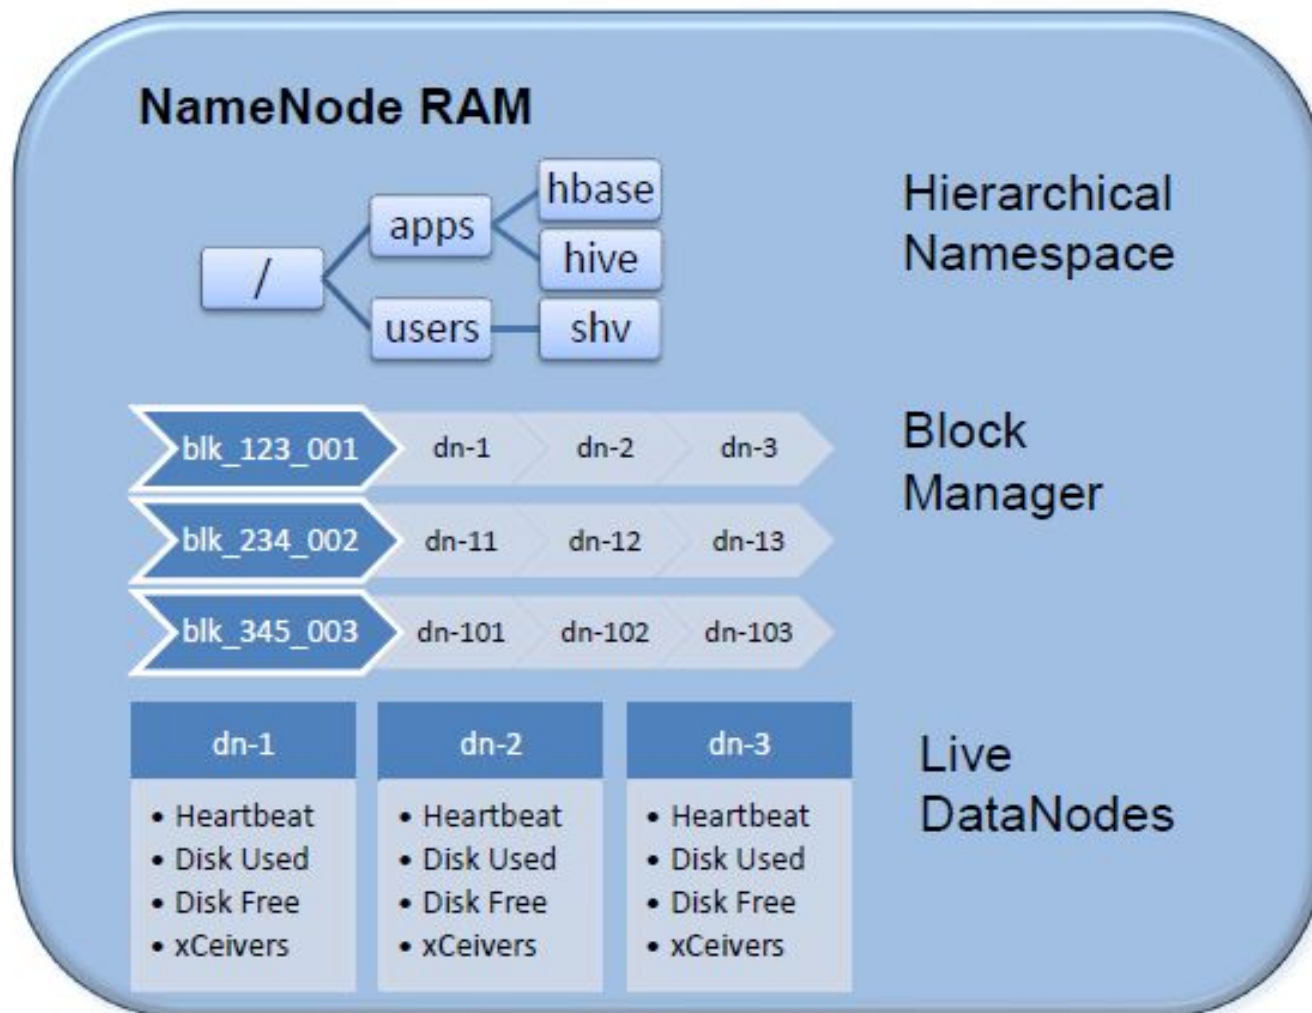 NameNode RAM
/
apps
users
hbase
hive
shv
Hierarchical
Namespace
blk_123_001 dn-1 dn-2 dn-3
blk_234_002 dn-11 dn-12 dn-13
blk_345_003 dn-101 dn-102 dn-103
Block
Manager
dn-1
• Heartbeat
• Disk Used
• Disk Free
• xCeivers
dn-2
• Heartbeat
• Disk Used
• Disk Free
• xCeivers
dn-3
• Heartbeat
• Disk Used
• Disk Free
• xCeivers
Live
DataNodes